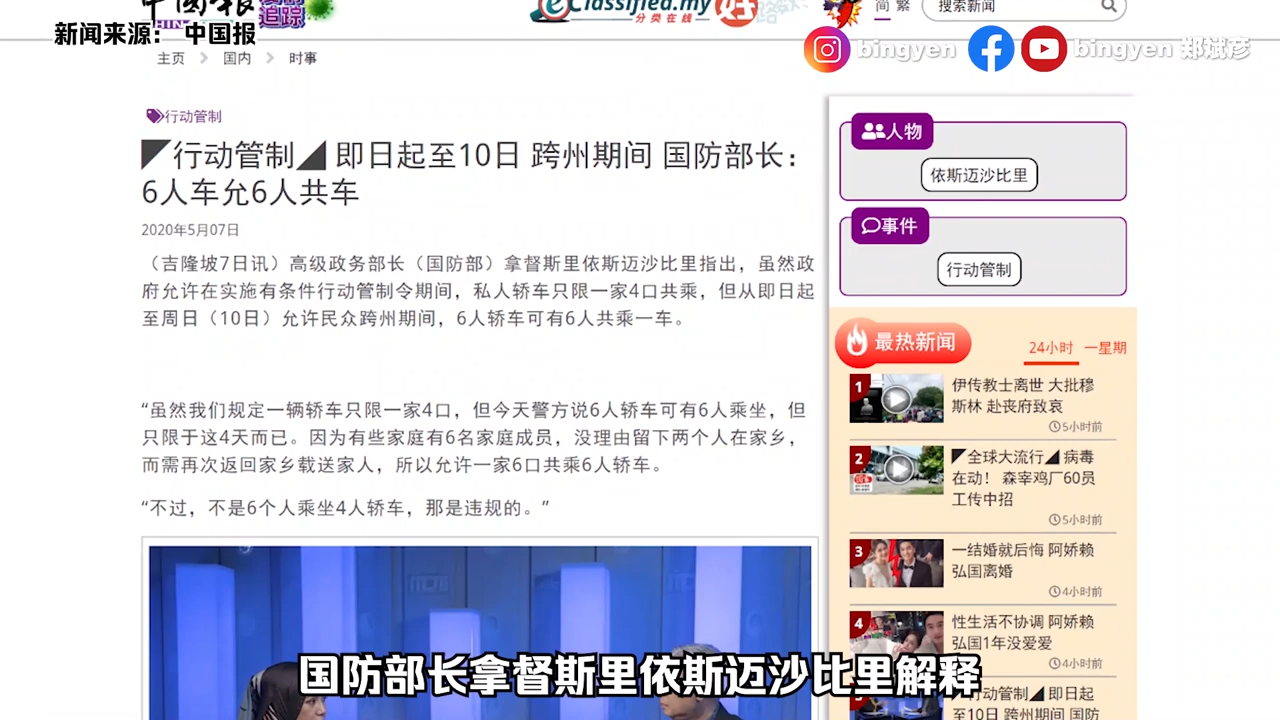 中国报
追踪
eClassified.my
分类在线
简 繁
搜索新闻
新闻来源： 中国报
bingyen
bingyen 郑斌彦
主页 国内 时事
行动管制
◤行动管制◢ 即日起至10日 跨州期间 国防部长：
6人车允6人共车
2020年5月07日
（吉隆坡7日讯）高级政务部长（国防部）拿督斯里依斯迈沙比里指出，虽然政
府允许在实施有条件行动管制令期间，私人轿车只限一家4口共乘，但从即日起
至周日（10日）允许民众跨州期间，6人轿车可有6人共乘一车。
“虽然我们规定一辆轿车只限一家4口，但今天警方说6人轿车可有6人乘坐，但
只限于这4天而已。因为有些家庭有6名家庭成员，没理由留下两个人在家乡，
而需再次返回家乡载送家人，所以允许一家6口共乘6人轿车。
“不过，不是6个人乘坐4人轿车，那是违规的。”
人物
依斯迈沙比里
事件
行动管制
最热新闻
24小时 一星期
1
伊传教士离世 大批穆
斯林 赴丧府致哀
5小时前
2
◤全球大流行◢ 病毒
在动！ 森宰鸡厂60员
工传中招
5小时前
3
一结婚就后悔 阿娇赖
弘国离婚
4小时前
4
性生活不协调 阿娇赖
弘国1年没爱爱
4小时前
◤行动管制◢ 即日起
至10日 跨州期间 国防
国防部长拿督斯里依斯迈沙比里解释